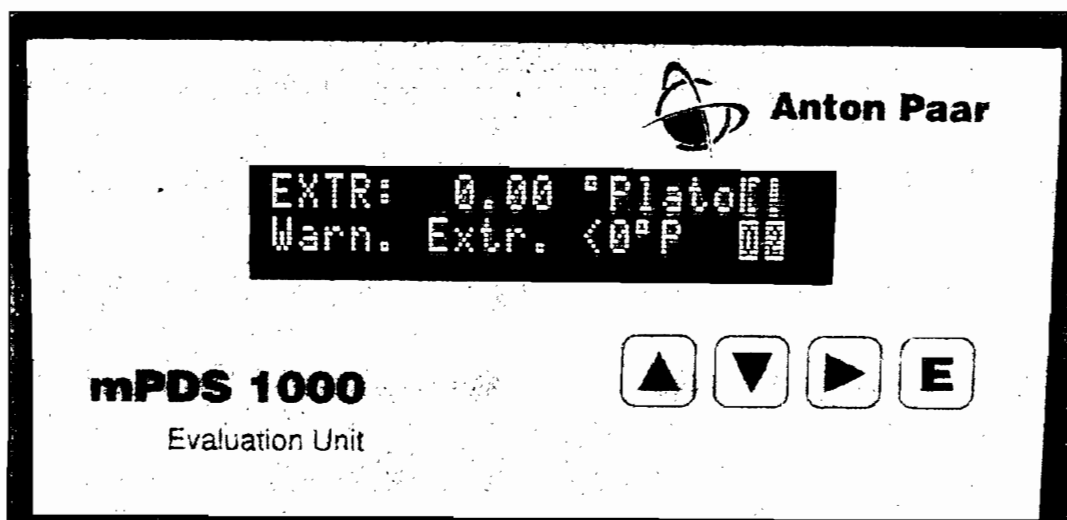 Anton Paar
EXTR: 0.00 °Plato
Warn. Extr. <0°P
mPDS 1000
E
Evaluation Unit